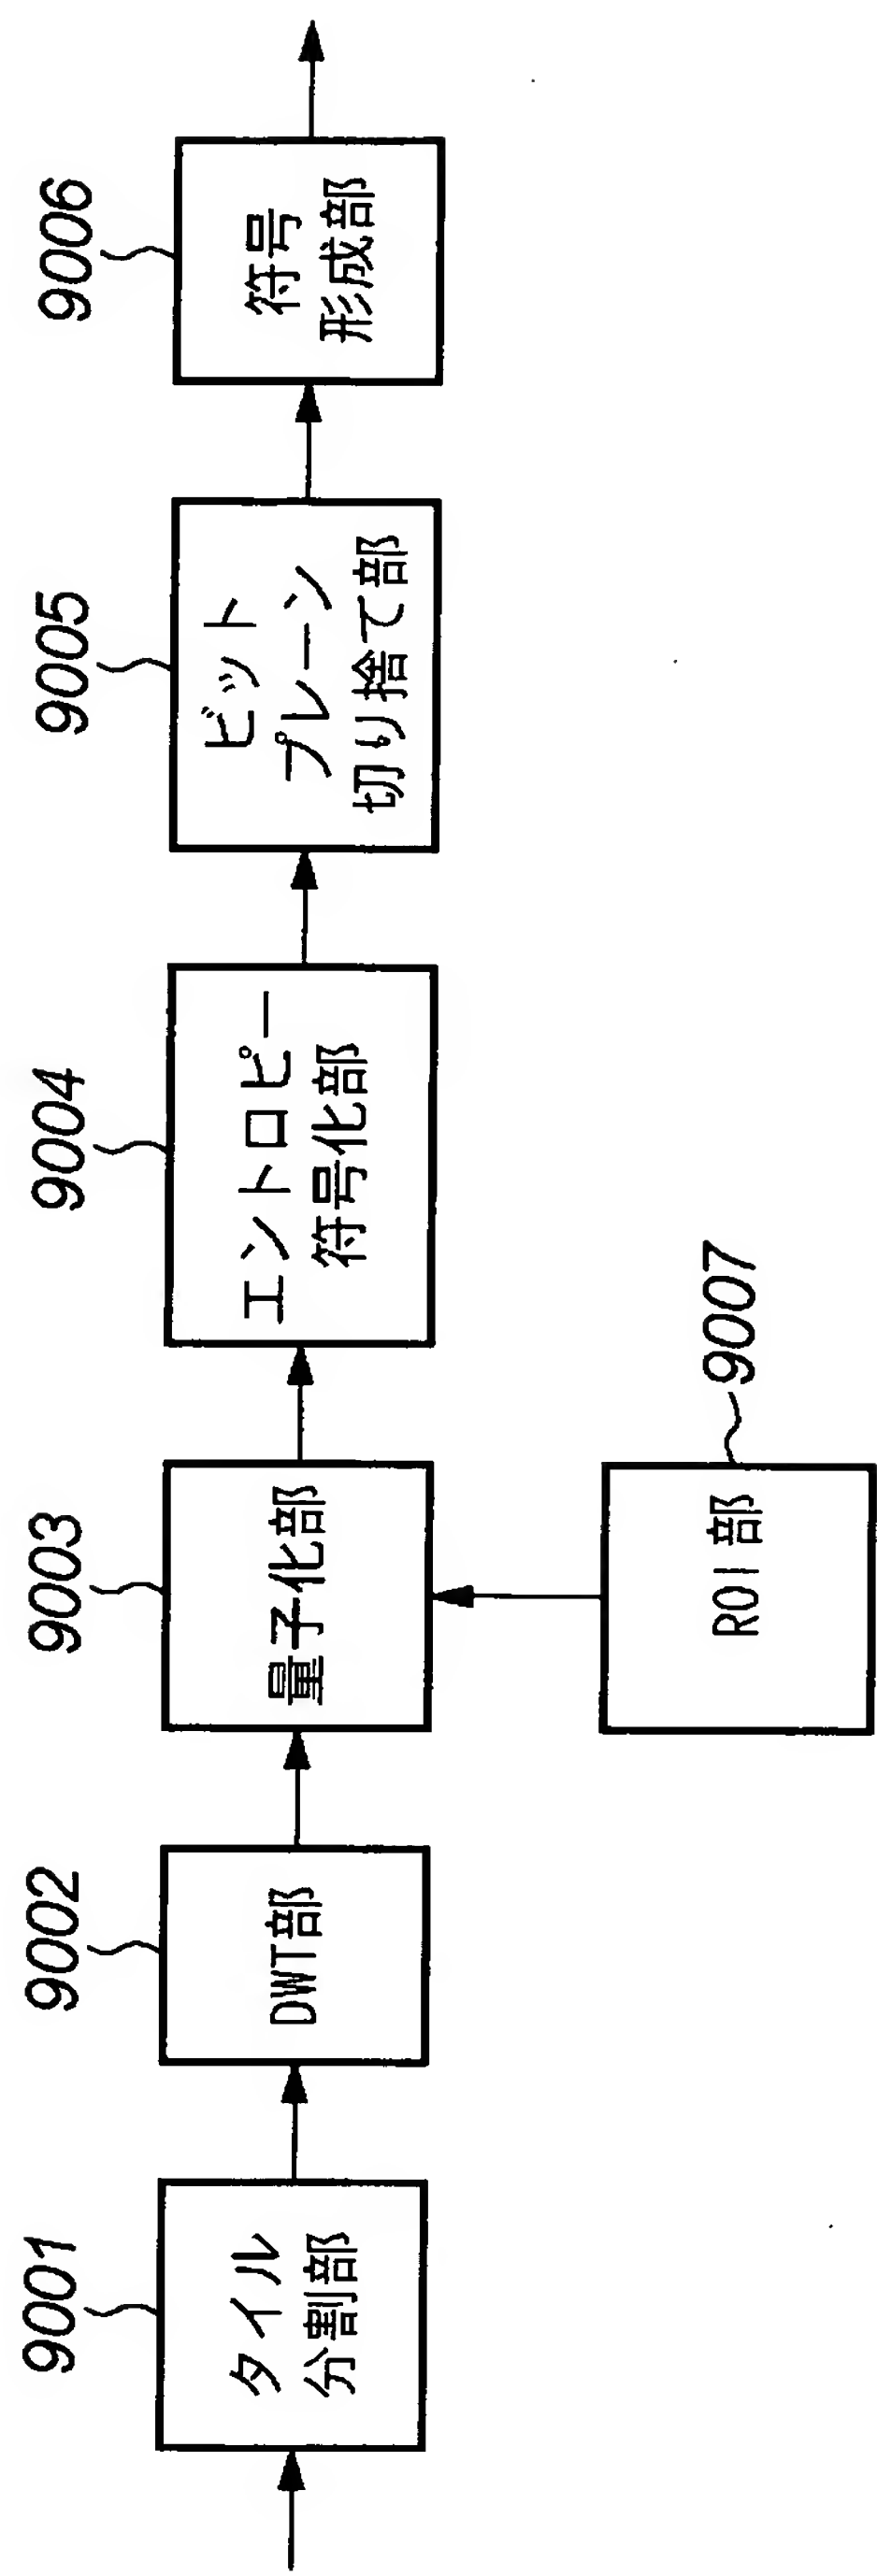 9001
タイル
分割部
9002
DWT部
9003
量子化部
9004
エントロピー
符号化部
9005
ビット
プレーン
切り捨て部
9006
符号
形成部
9007
ROI部